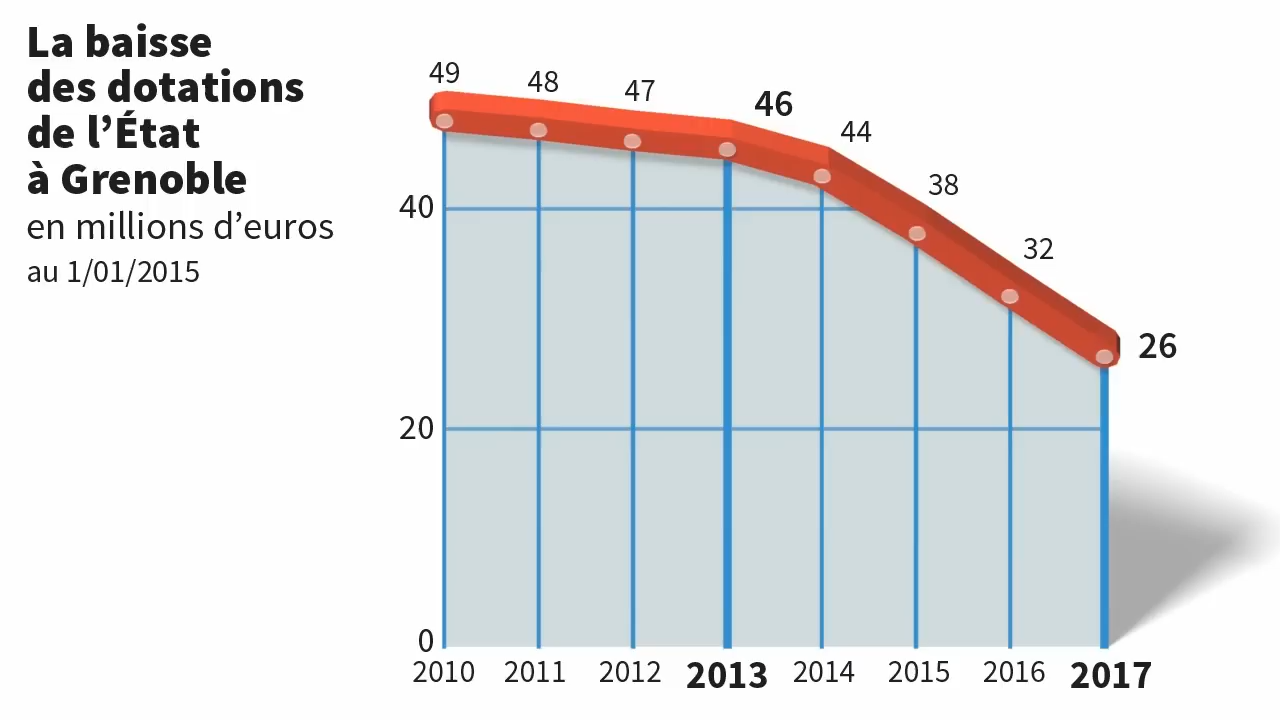 La baisse
des dotations
de l’État
à Grenoble
en millions d’euros
au 1/01/2015
49
48
47
46
44
38
32
26
40
20
0
2010 2011 2012 2013 2014 2015 2016 2017